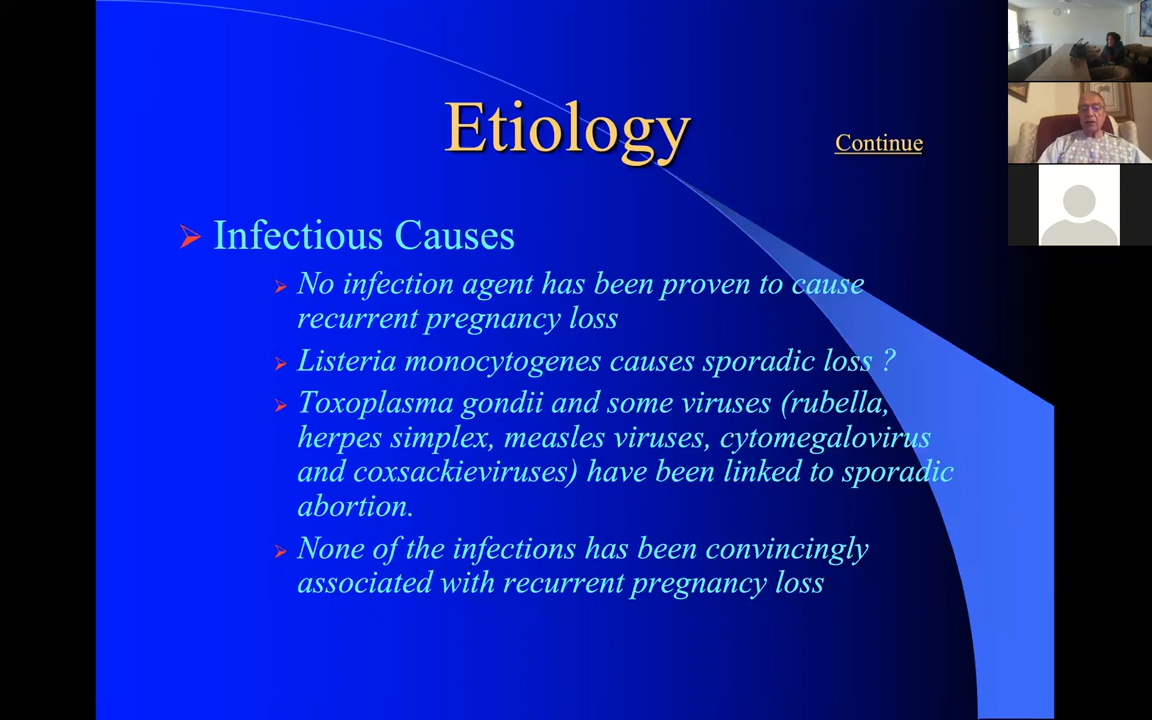 Etiology
Continue
Infectious Causes
No infection agent has been proven to cause
recurrent pregnancy loss
Listeria monocytogenes causes sporadic loss ?
Toxoplasma gondii and some viruses (rubella,
herpes simplex, measles viruses, cytomegalovirus
and coxsackieviruses) have been linked to sporadic
abortion.
None of the infections has been convincingly
associated with recurrent pregnancy loss